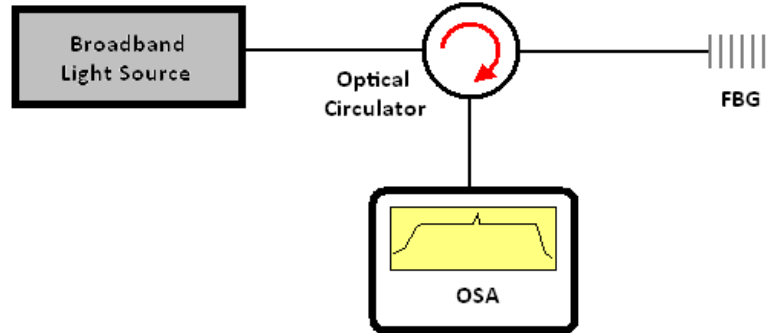 Broadband
Light Source
Optical
Circulator
FBG
OSA